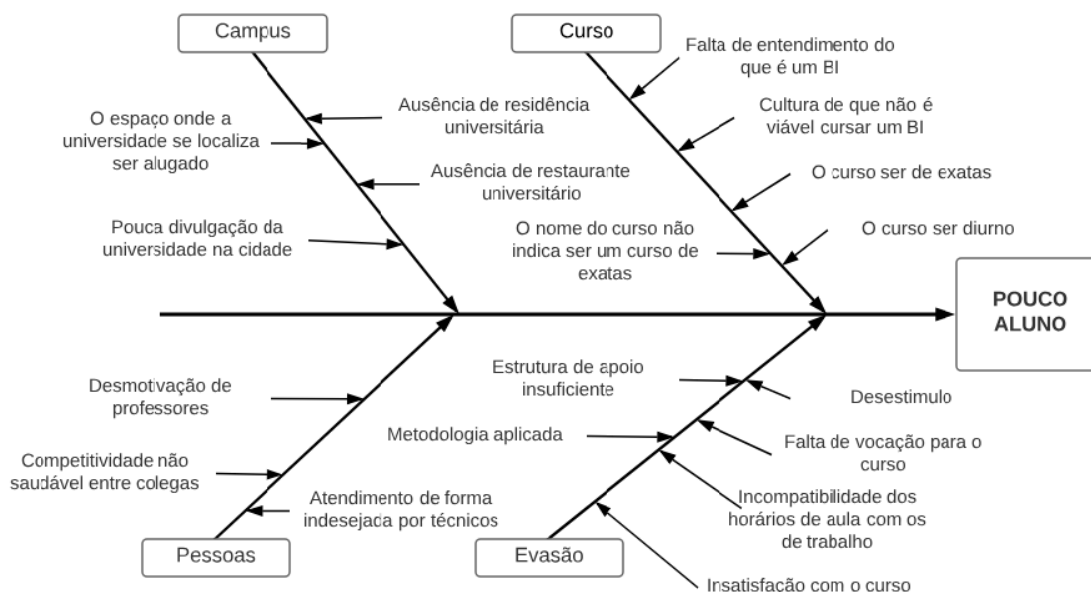 Campus
O espaço onde a
universidade se localiza
ser alugado
Ausência de residência
universitária
Ausência de restaurante
universitário
Pouca divulgação da
universidade na cidade
Curso
Falta de entendimento do
que é um BI
Cultura de que não é
viável cursar um BI
O curso ser de exatas
O nome do curso não
indica ser um curso de
exatas
O curso ser diurno
POUCO
ALUNO
Desmotivação de
professores
Competitividade não
saudável entre colegas
Atendimento de forma
indesejada por técnicos
Pessoas
Estrutura de apoio
insuficiente
Desestimulo
Metodologia aplicada
Falta de vocação para o
curso
Incompatibilidade dos
horários de aula com os
de trabalho
Insatisfação com o curso
Evasão